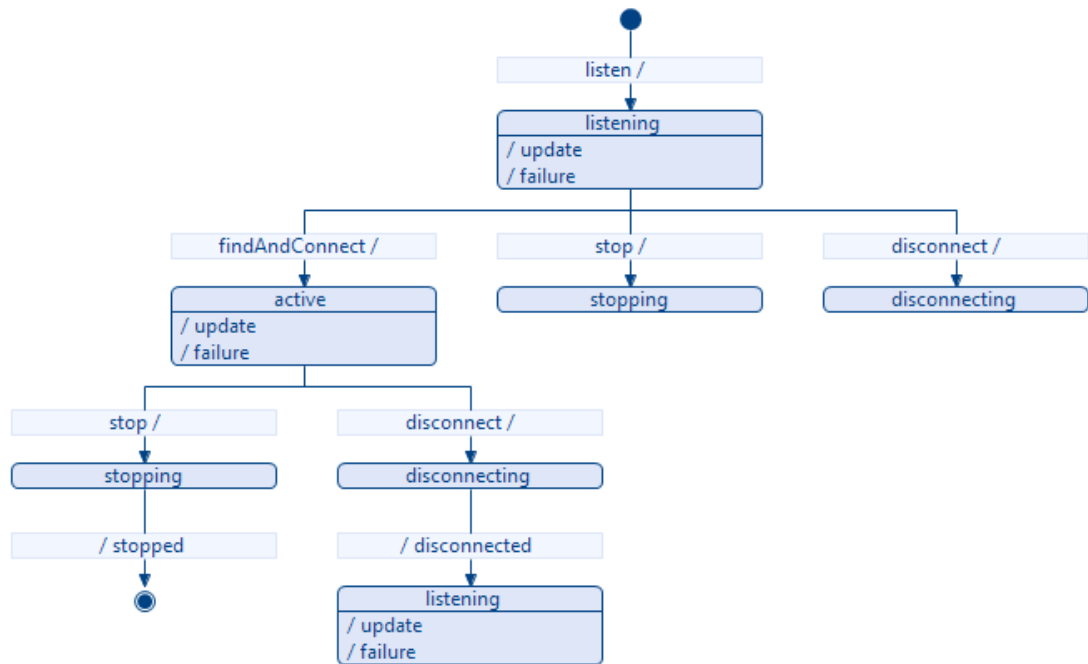 listen /
listening
/ update
/ failure
findAndConnect /
stop /
disconnect /
active
/ update
/ failure
stopping
disconnecting
stop /
disconnect /
stopping
disconnecting
/ stopped
/ disconnected
listening
/ update
/ failure